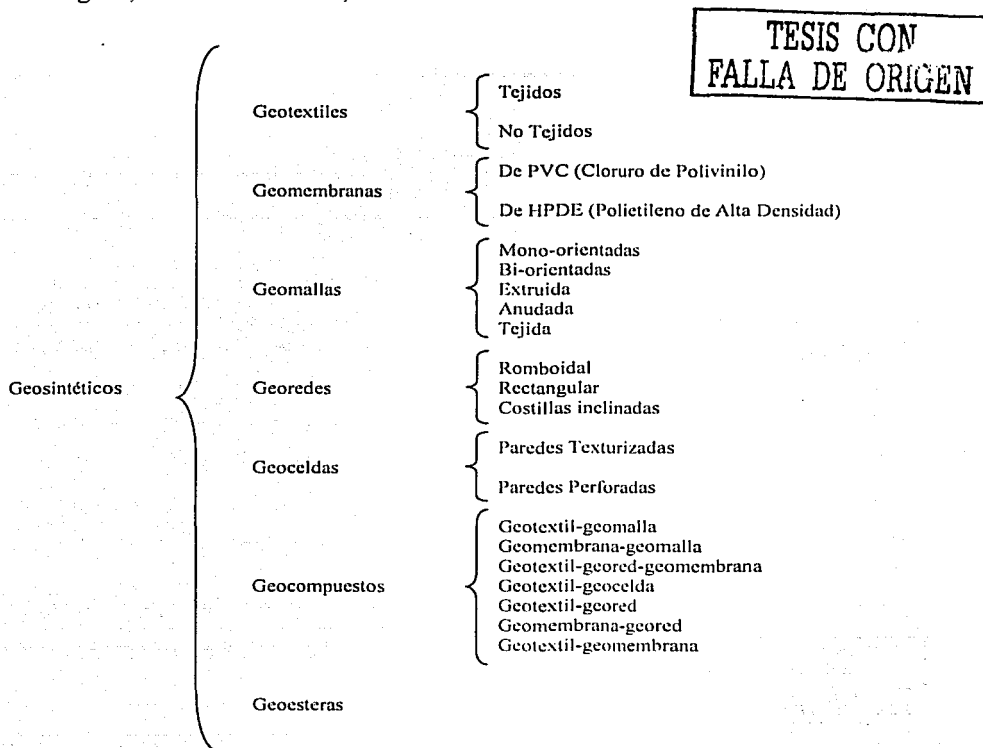 TESIS CON
FALLA DE ORIGEN
Geosintéticos
Geotextiles
Tejidos
No Tejidos
Geomembranas
De PVC (Cloruro de Polivinilo)
De HPDE (Polietileno de Alta Densidad)
Geomallas
Mono-orientadas
Bi-orientadas
Extruida
Anudada
Tejida
Georedes
Romboidal
Rectangular
Costillas inclinadas
Geoceldas
Paredes Texturizadas
Paredes Perforadas
Geocompuestos
Geotextil-geomalla
Geomembrana-geomalla
Geotextil-geored-geomembrana
Geotextil-geocelda
Geotextil-geored
Geomembrana-geored
Geotextil-geomembrana
Geoesteras